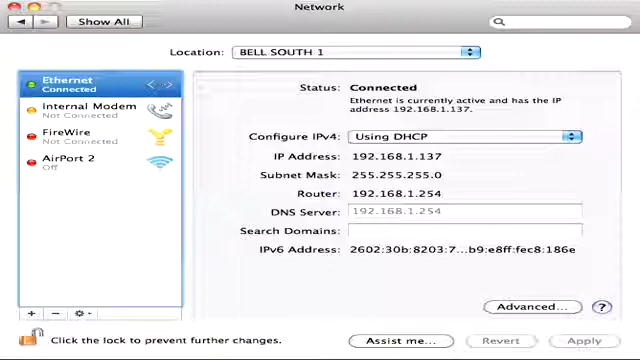 Network
Show All
Location: BELL SOUTH 1
Ethernet
Connected
Internal Modem
Not Connected
FireWire
Not Connected
AirPort 2
Off
Status: Connected
Ethernet is currently active and has the IP
address 192.168.1.137.
Configure IPv4: Using DHCP
IP Address: 192.168.1.137
Subnet Mask: 255.255.255.0
Router: 192.168.1.254
DNS Server: 192.168.1.254
Search Domains:
IPv6 Address: 2602:30b:8203:7...b9:e8ff:fec8:186e
Advanced... ?
Click the lock to prevent further changes.
Assist me... Revert Apply